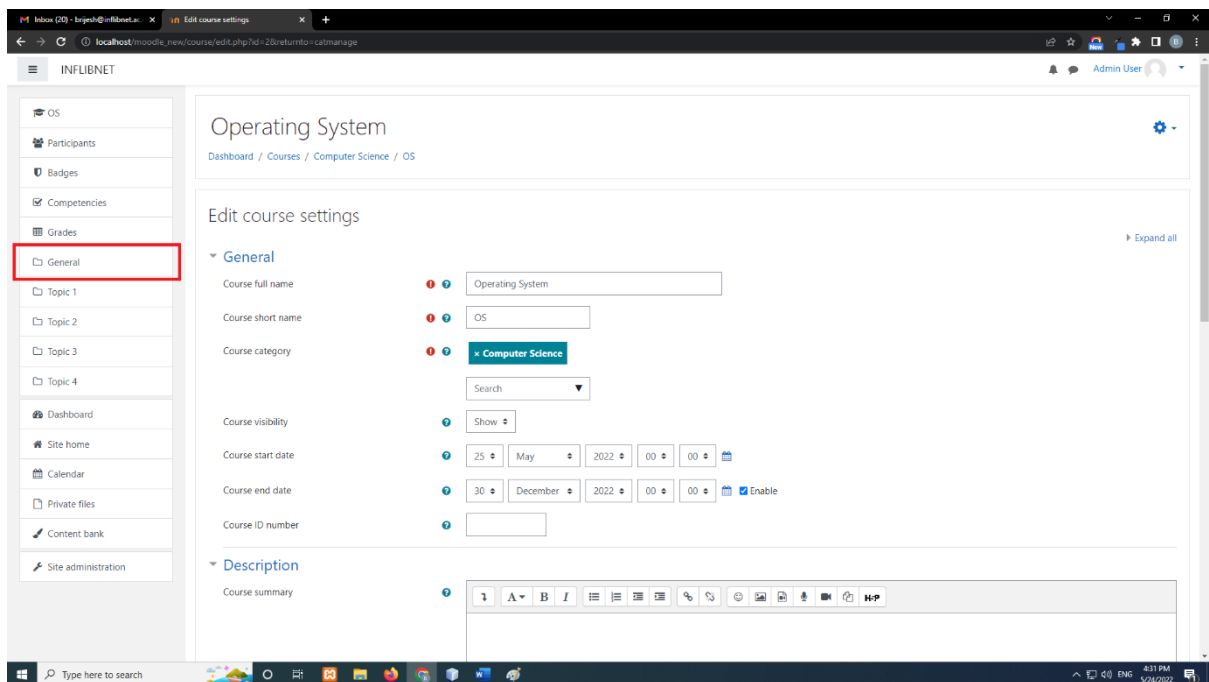 Inbox (20) - brijesh@inflibnet.ac. Edit course settings
localhost/moodle_new/course/edit.php?id=2&returnto=catmanage New B
INFLIBNET Admin User
OS
Participants
Badges
Competencies
Grades
General
Topic 1
Topic 2
Topic 3
Topic 4
Dashboard
Site home
Calendar
Private files
Content bank
Site administration
Operating System
Dashboard / Courses / Computer Science / OS
Edit course settings
Expand all
General
Course full name Operating System
Course short name OS
Course category × Computer Science
Search
Course visibility Show
Course start date 25 May 2022 00 00
Course end date 30 December 2022 00 00 Enable
Course ID number
Description
Course summary A B I H-P
Type here to search ENG 4:31 PM
5/24/2022